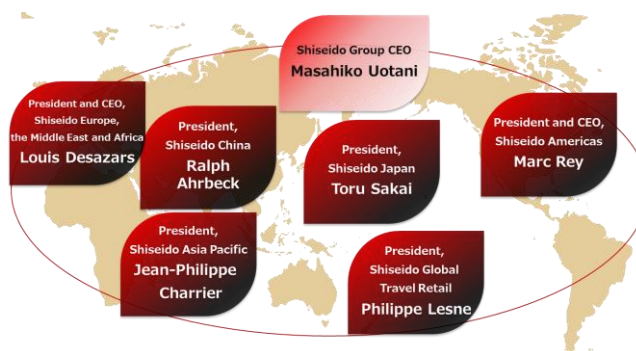 Shiseido Group CEO
Masahiko Uotani
President and CEO,
Shiseido Europe,
the Middle East and Africa
Louis Desazars
President,
Shiseido China
Ralph
Ahrbeck
President,
Shiseido Japan
Toru Sakai
President and CEO,
Shiseido Americas
Marc Rey
President,
Shiseido Asia Pacific
Jean-Philippe
Charrier
President,
Shiseido Global
Travel Retail
Philippe Lesne